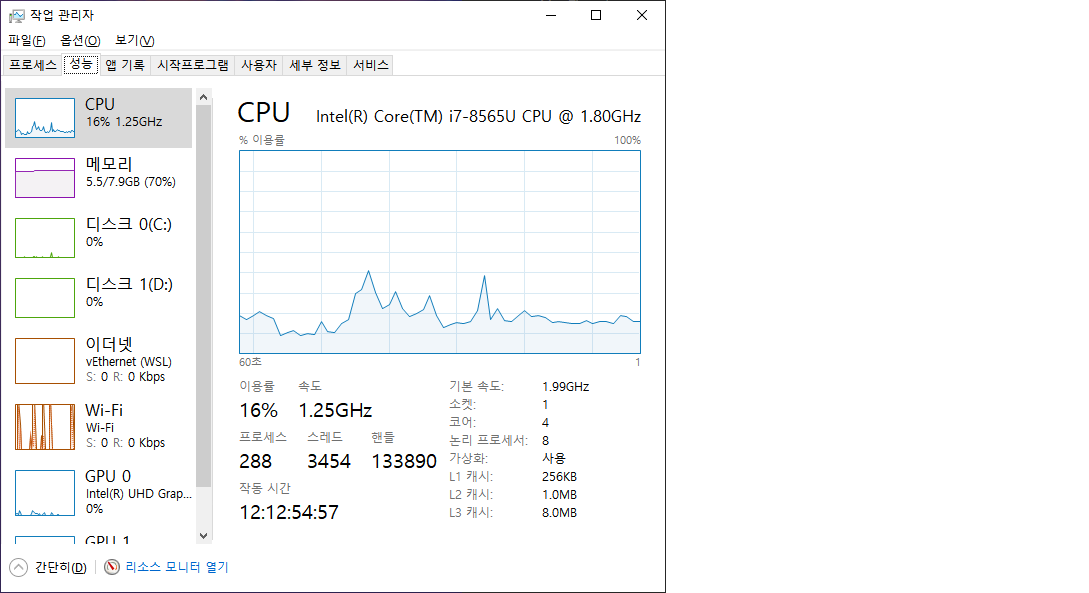 작업 관리자
파일(F) 옵션(O) 보기(V)
프로세스 성능 앱 기록 시작프로그램 사용자 세부 정보 서비스
CPU
16% 1.25GHz
메모리
5.5/7.9GB (70%)
디스크 0(C:)
0%
디스크 1(D:)
0%
이더넷
vEthernet (WSL)
S: 0 R: 0 Kbps
Wi-Fi
Wi-Fi
S: 0 R: 0 Kbps
GPU 0
Intel(R) UHD Grap...
0%
GPU 1
CPU Intel(R) Core(TM) i7-8565U CPU @ 1.80GHz
% 이용률 100%
60초 1
이용률 속도
16% 1.25GHz
프로세스 스레드 핸들
288 3454 133890
작동 시간
12:12:54:57
기본 속도: 1.99GHz
소켓: 1
코어: 4
논리 프로세서: 8
가상화: 사용
L1 캐시: 256KB
L2 캐시: 1.0MB
L3 캐시: 8.0MB
간단히(D) 리소스 모니터 열기